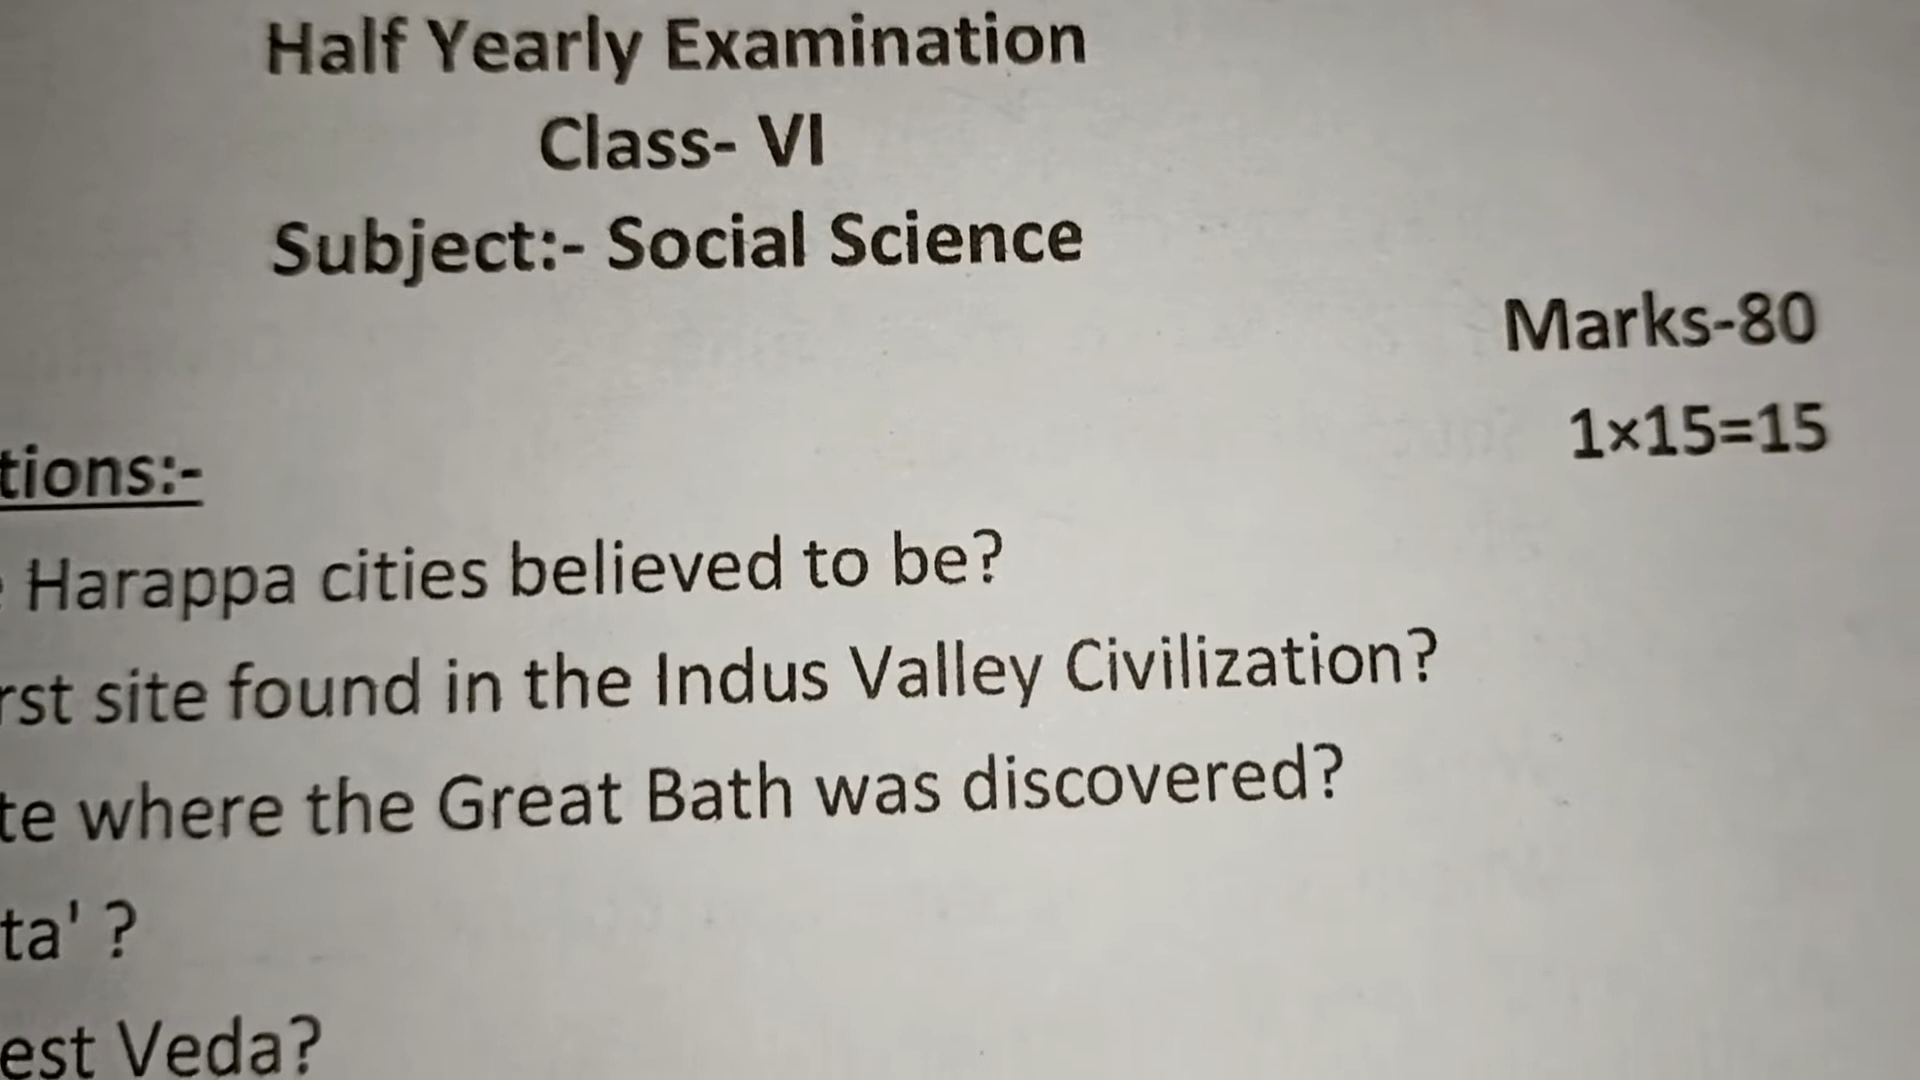 Half Yearly Examination
Class- VI
Subject:- Social Science
Marks-80
1×15=15
tions:-
Harappa cities believed to be?
rst site found in the Indus Valley Civilization?
te where the Great Bath was discovered?
ta' ?
est Veda?